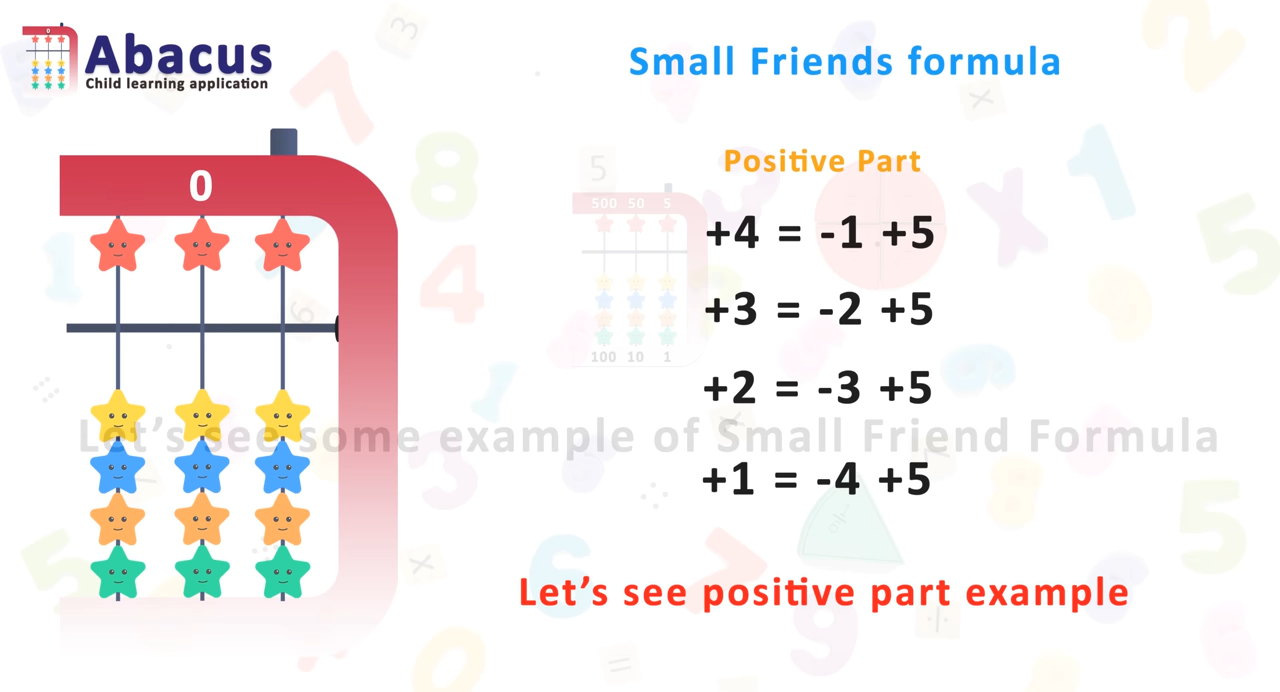 Abacus
Child learning application
Small Friends formula
0
Positive Part
5
500 50 5
+4 = -1 +5
+3 = -2 +5
100 10 1
+2 = -3 +5
Let's see some example of Small Friend Formula
+1 = -4 +5
Let's see positive part example